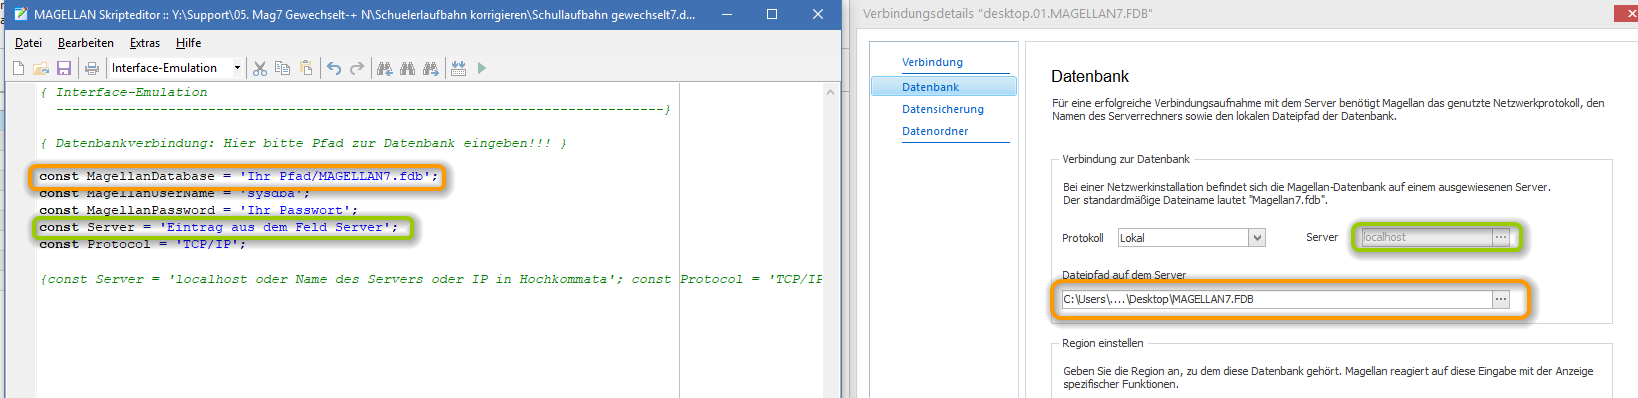 MAGELLAN Skripteditor :: Y:\Support\05. Mag7 Gewechselt-+ N\Schuelerlaufbahn korrigieren\Schullaufbahn gewechselt7.d...
Datei Bearbeiten Extras Hilfe
Interface-Emulation
{ Interface-Emulation
-----------------------------------------------------------------------------}
{ Datenbankverbindung: Hier bitte Pfad zur Datenbank eingeben!!! }
const MagellanDatabase = 'Ihr Pfad/MAGELLAN7.fdb';
const MagellanUserName = 'sysdba';
const MagellanPassword = 'Ihr Passwort';
const Server = 'Eintrag aus dem Feld Server';
const Protocol = 'TCP/IP';
{const Server = 'localhost oder Name des Servers oder IP in Hochkommata'; const Protocol = 'TCP/IP
Verbindungsdetails "desktop.01.MAGELLAN7.FDB"
Verbindung
Datenbank
Datensicherung
Datenordner
Datenbank
Für eine erfolgreiche Verbindungsaufnahme mit dem Server benötigt Magellan das genutzte Netzwerkprotokoll, den
Namen des Serverrechners sowie den lokalen Dateipfad der Datenbank.
Verbindung zur Datenbank
Bei einer Netzwerkinstallation befindet sich die Magellan-Datenbank auf einem ausgewiesenen Server.
Der standardmäßige Dateiname lautet "Magellan7.fdb".
Protokoll Lokal Server localhost ...
Dateipfad auf dem Server
C:\Users\....\Desktop\MAGELLAN7.FDB ...
Region einstellen
Geben Sie die Region an, zu dem diese Datenbank gehört. Magellan reagiert auf diese Eingabe mit der Anzeige
spezifischer Funktionen.